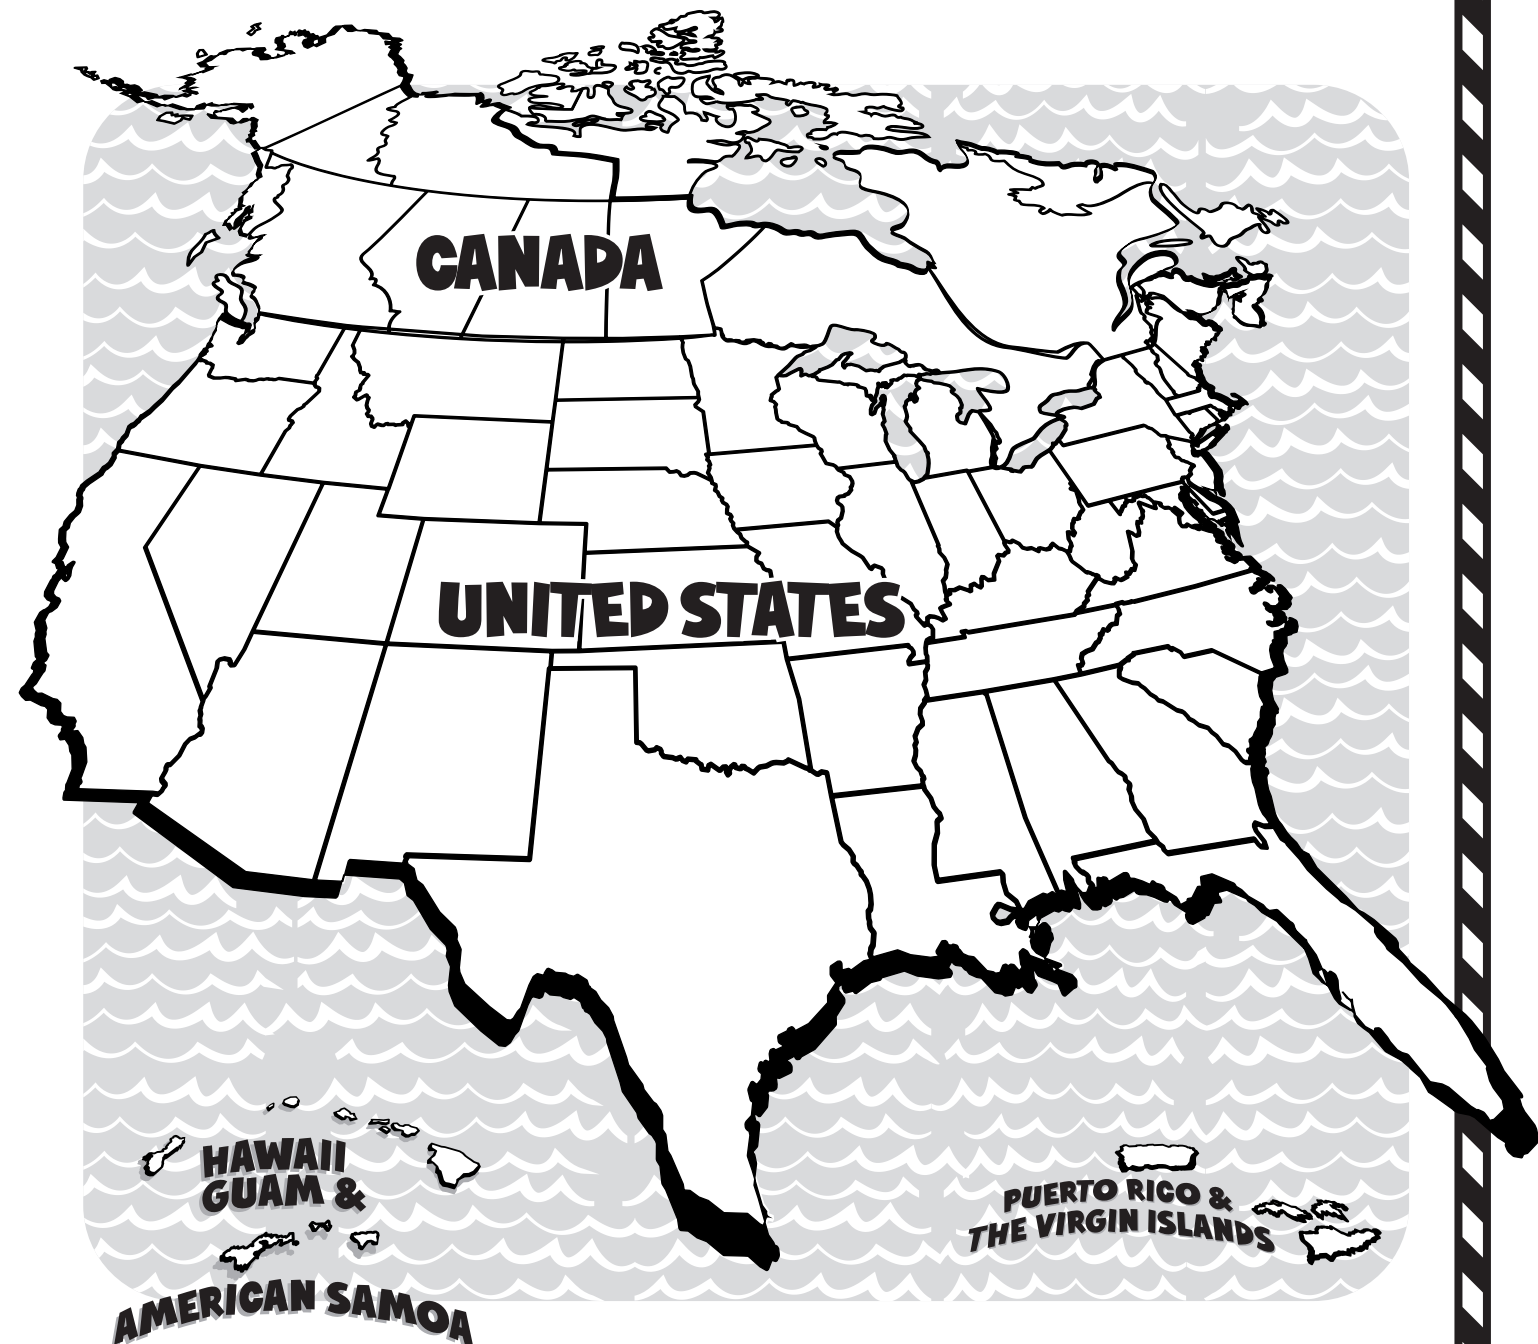 CANADA
UNITED STATES
HAWAII
GUAM &
AMERICAN SAMOA
PUERTO RICO &
THE VIRGIN ISLANDS